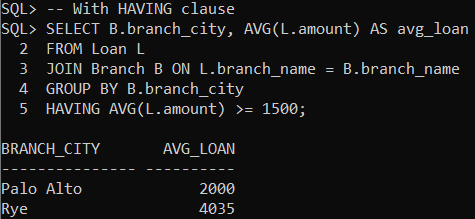 SQL> -- With HAVING clause
SQL> SELECT B.branch_city, AVG(L.amount) AS avg_loan
  2  FROM Loan L
  3  JOIN Branch B ON L.branch_name = B.branch_name
  4  GROUP BY B.branch_city
  5  HAVING AVG(L.amount) >= 1500;

BRANCH_CITY       AVG_LOAN
--------------- ----------
Palo Alto             2000
Rye                   4035